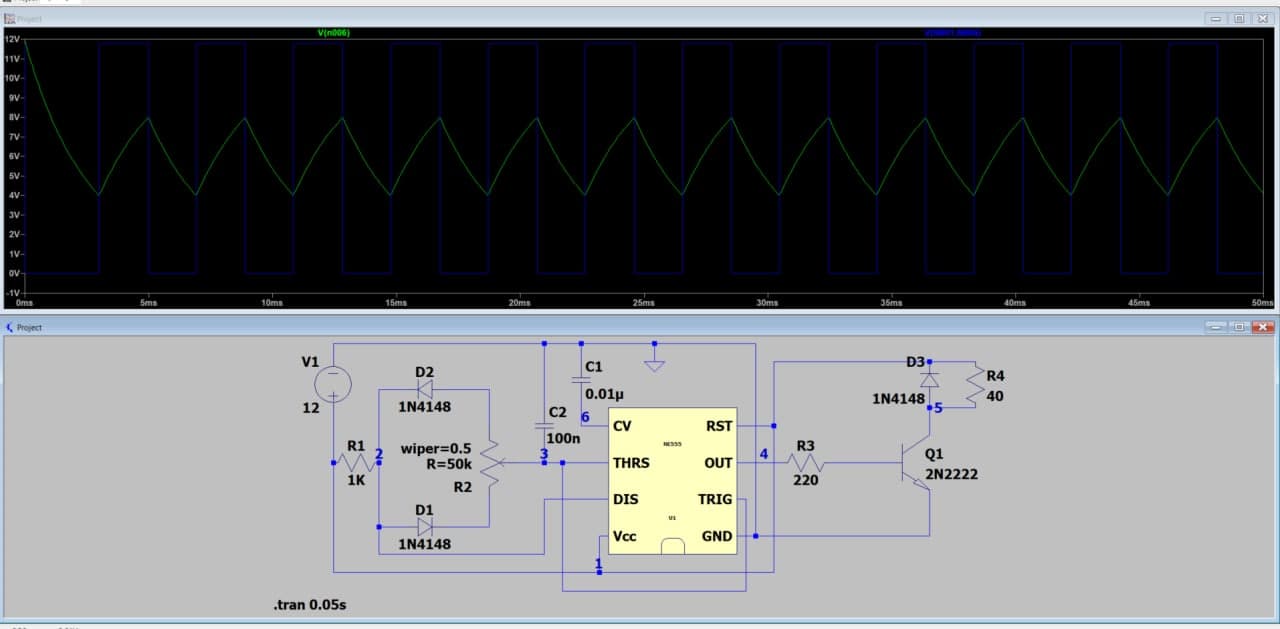 Project
V(n006)
12V
11V
10V
9V
8V
7V
6V
5V
4V
3V
2V
1V
0V
-1V
0ms 5ms 10ms 15ms 20ms 25ms 30ms 35ms 40ms 45ms 50ms
Project
V1
12
R1
1K
2
D2
1N4148
wiper=0.5
R=50k
R2
D1
1N4148
C2
100n
3
C1
0.01µ
6
CV
THRS
DIS
Vcc
NE555
U1
RST
OUT
TRIG
GND
1
4
R3
220
D3
1N4148
5
R4
40
Q1
2N2222
.tran 0.05s